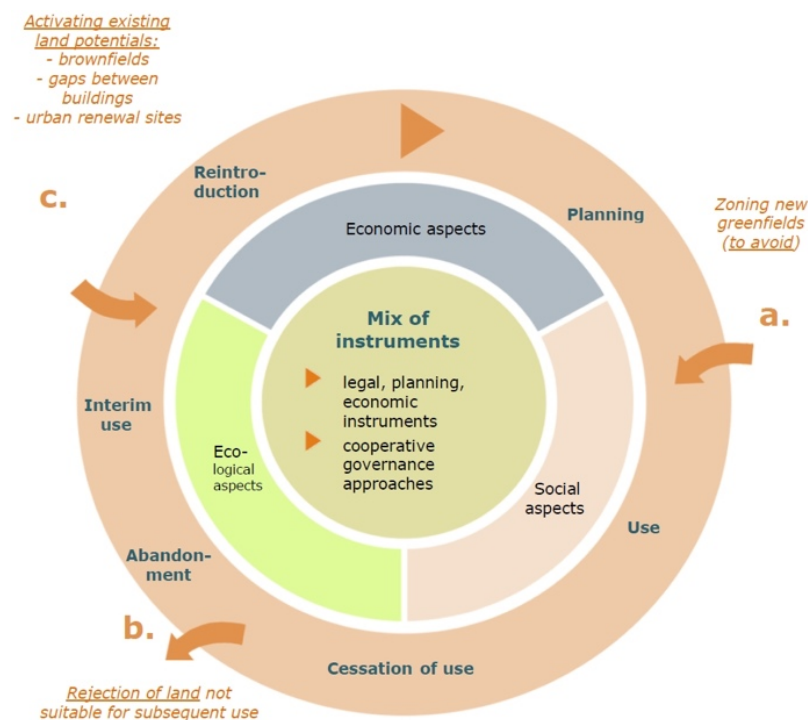 Activating existing
land potentials:
- brownfields
- gaps between
buildings
- urban renewal sites
c.
Reintro-
duction
Planning
Zoning new
greenfields
(to avoid)
a.
Economic aspects
Mix of
instruments
legal, planning,
economic
instruments
cooperative
governance
approaches
Interim
use
Eco-
logical
aspects
Social
aspects
Use
Abandon-
ment
b.
Cessation of use
Rejection of land not
suitable for subsequent use